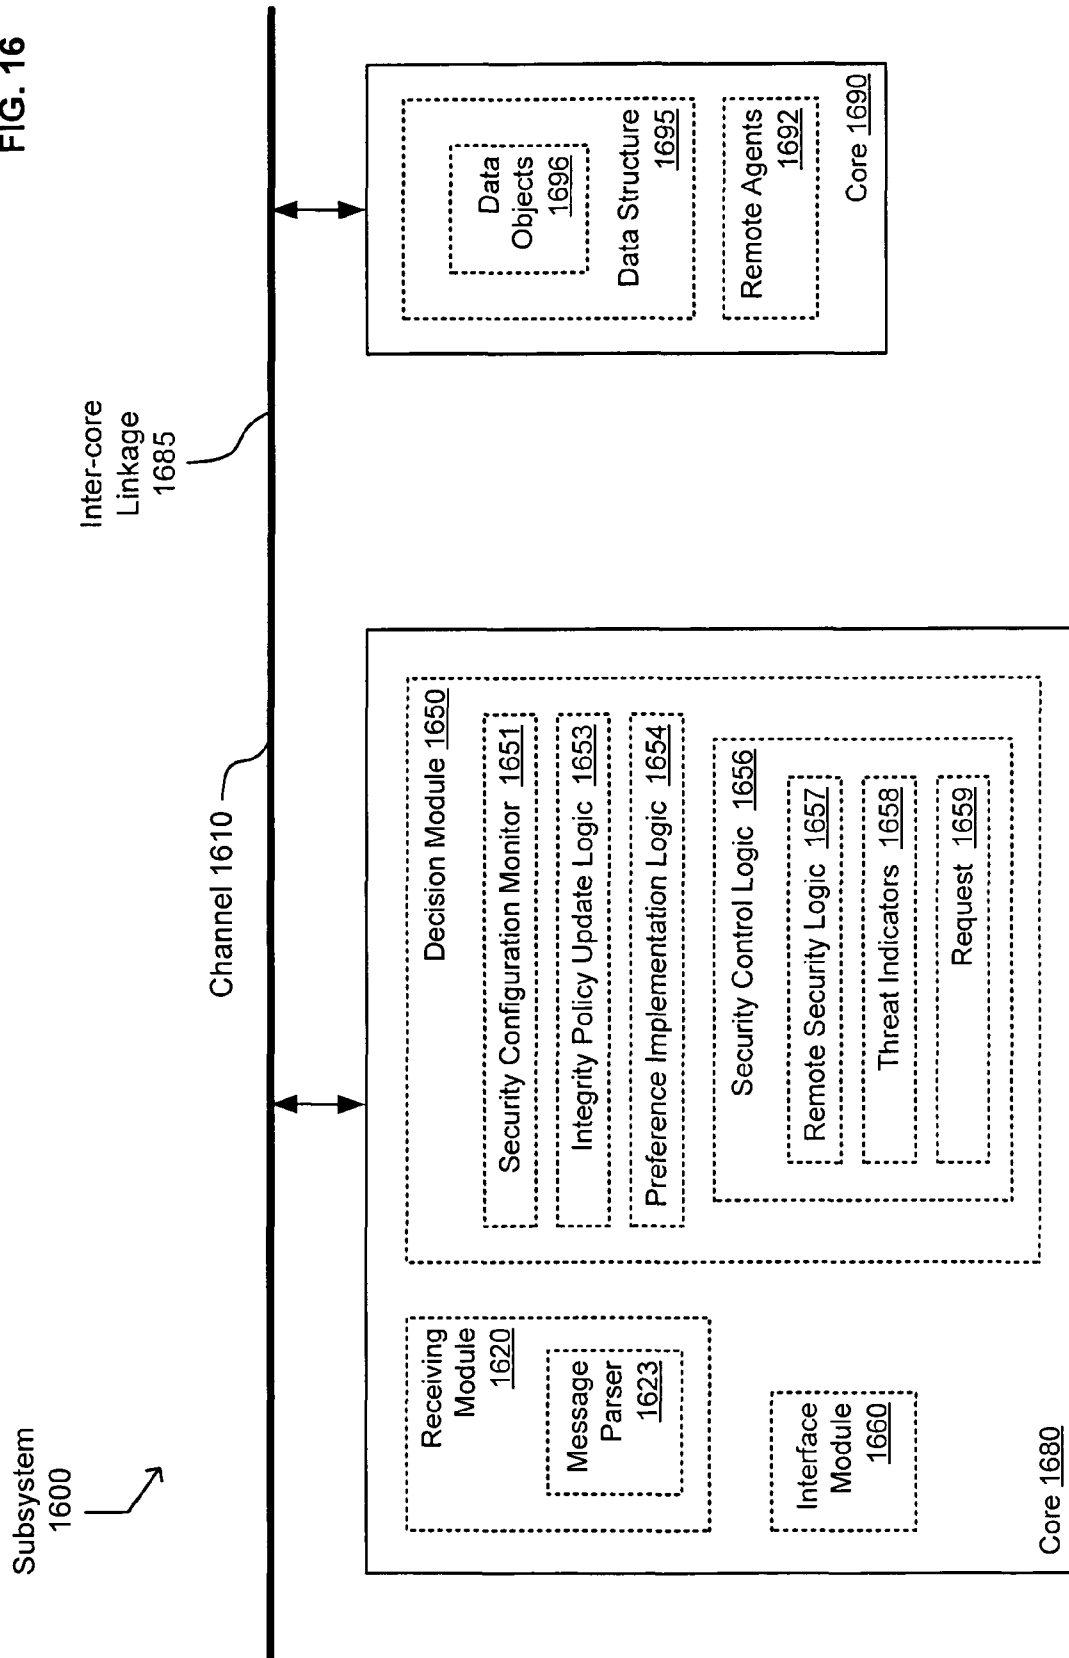 FIG. 16
Subsystem
1600
Channel 1610
Inter-core
Linkage
1685
Receiving
Module
1620
Message
Parser
1623
Interface
Module
1660
Core 1680
Decision Module 1650
Security Configuration Monitor 1651
Integrity Policy Update Logic 1653
Preference Implementation Logic 1654
Security Control Logic 1656
Remote Security Logic 1657
Threat Indicators 1658
Request 1659
Data
Objects
1696
Data Structure
1695
Remote Agents
1692
Core 1690